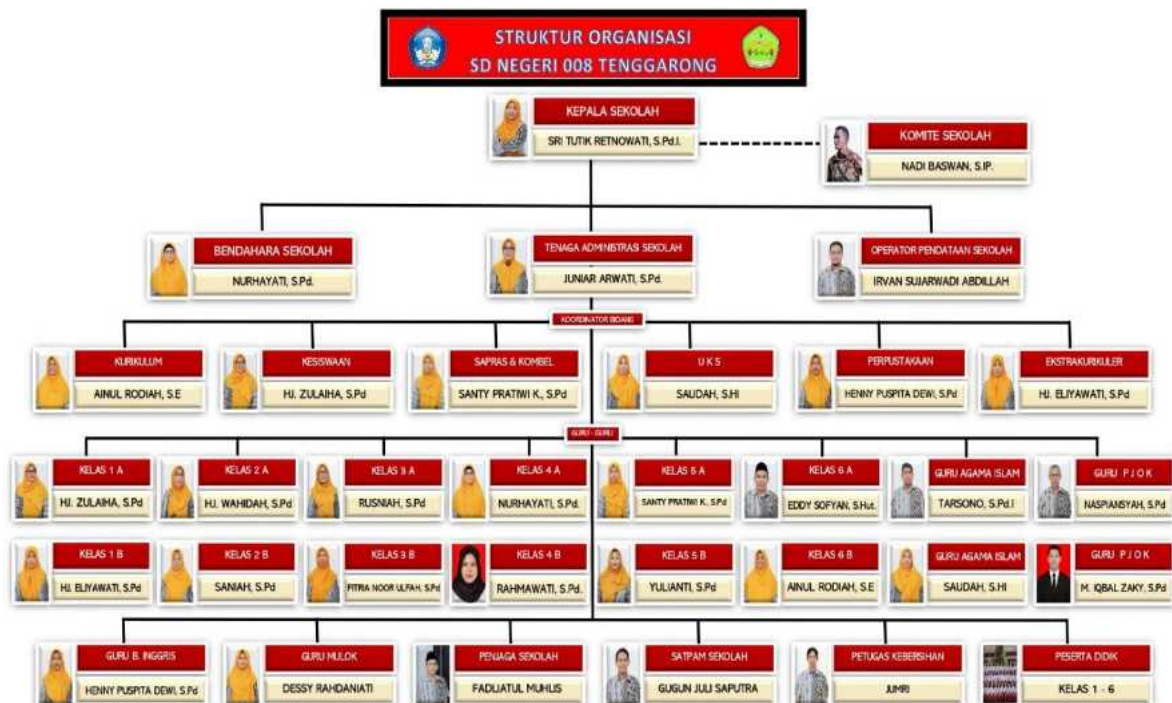 STRUKTUR ORGANISASI
SD NEGERI 008 TENGGARONG
KEPALA SEKOLAH
SRI TUTIK RETNOWATI, S.Pd.I.
KOMITE SEKOLAH
NADI BASWAN, S.IP.
BENDAHARA SEKOLAH
NURHAYATI, S.Pd.
TENAGA ADMINISTRASI SEKOLAH
JUNIAR ARWATI, S.Pd.
OPERATOR PENDATAAN SEKOLAH
IRVAN SUJARWADI ABDILLAH
KOORDINATOR BIDANG
KURIKULUM
AINUL RODIAH, S.E
KESISWAAN
HJ. ZULAIHA, S.Pd
SAPRAS & KOMBEL
SANTY PRATIWI K., S.Pd
U K S
SAUDAH, S.HI
PERPUSTAKAAN
HENNY PUSPITA DEWI, S.Pd
EKSTRAKURIKULER
HJ. ELIYAWATI, S.Pd
GURU - GURU
KELAS 1 A
HJ. ZULAIHA, S.Pd
KELAS 2 A
HJ. WAHIDAH, S.Pd
KELAS 3 A
RUSNIAH, S.Pd
KELAS 4 A
NURHAYATI, S.Pd.
KELAS 5 A
SANTY PRATIWI K., S.Pd
KELAS 6 A
EDDY SOFYAN, S.Hut.
GURU AGAMA ISLAM
TARSONO, S.Pd.I
GURU P J O K
NASPIANSYAH, S.Pd
KELAS 1 B
HJ. ELIYAWATI, S.Pd
KELAS 2 B
SANIAH, S.Pd
KELAS 3 B
FITRIA NOOR ULFAH, S.Pd
KELAS 4 B
RAHMAWATI, S.Pd.
KELAS 5 B
YULIANTI, S.Pd
KELAS 6 B
AINUL RODIAH, S.E
GURU AGAMA ISLAM
SAUDAH, S.HI
GURU P J O K
M. IQBAL ZAKY, S.Pd
GURU B. INGGRIS
HENNY PUSPITA DEWI, S.Pd
GURU MULOK
DESSY RAHDANIATI
PENJAGA SEKOLAH
FADLIJATUL MUHLIS
SATPAM SEKOLAH
GUGUN JULI SAPUTRA
PETUGAS KEBERSIHAN
JUMRI
PESERTA DIDIK
KELAS 1 - 6